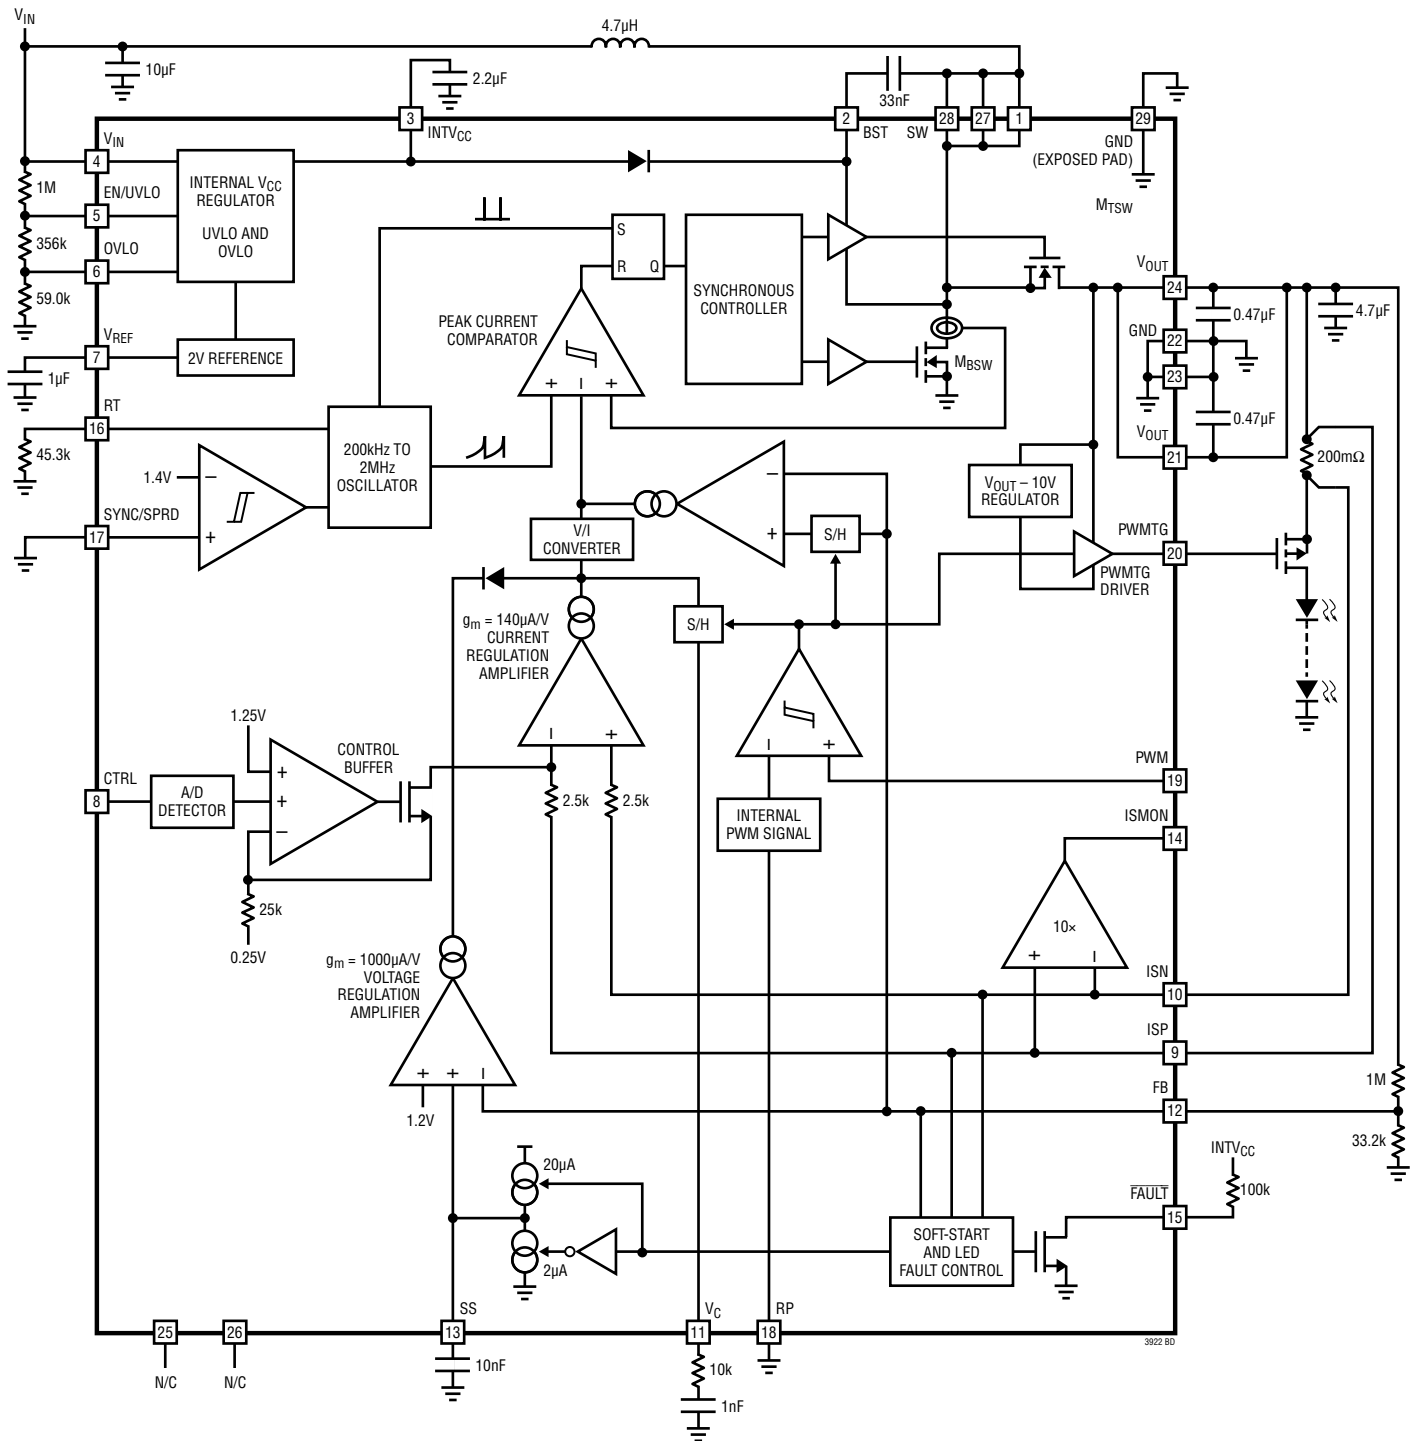 VIN
4.7µH
10µF
2.2µF
33nF
3
INTVCC
2
BST
SW
28
27
1
29
GND
(EXPOSED PAD)
VIN
4
1M
EN/UVLO
5
356k
OVLO
6
59.0k
INTERNAL VCC
REGULATOR
UVLO AND
OVLO
VREF
7
1µF
2V REFERENCE
RT
16
45.3k
1.4V
–
+
SYNC/SPRD
17
200kHz TO
2MHz
OSCILLATOR
S
R
Q
PEAK CURRENT
COMPARATOR
+
–
+
SYNCHRONOUS
CONTROLLER
MTSW
MBSW
VOUT
24
0.47µF
4.7µF
GND
22
23
0.47µF
VOUT
21
200mΩ
VOUT – 10V
REGULATOR
PWMTG
20
PWMTG
DRIVER
–
+
S/H
V/I
CONVERTER
S/H
gm = 140µA/V
CURRENT
REGULATION
AMPLIFIER
–
+
–
+
1.25V
CONTROL
BUFFER
CTRL
8
A/D
DETECTOR
+
+
–
25k
0.25V
2.5k
2.5k
INTERNAL
PWM SIGNAL
PWM
19
ISMON
14
10×
+
–
gm = 1000µA/V
VOLTAGE
REGULATION
AMPLIFIER
+
+
–
1.2V
ISN
10
ISP
9
FB
12
1M
33.2k
INTVCC
100k
FAULT
15
20µA
2µA
SOFT-START
AND LED
FAULT CONTROL
SS
VC
RP
25
26
13
11
18
3922 BD
N/C
N/C
10nF
10k
1nF